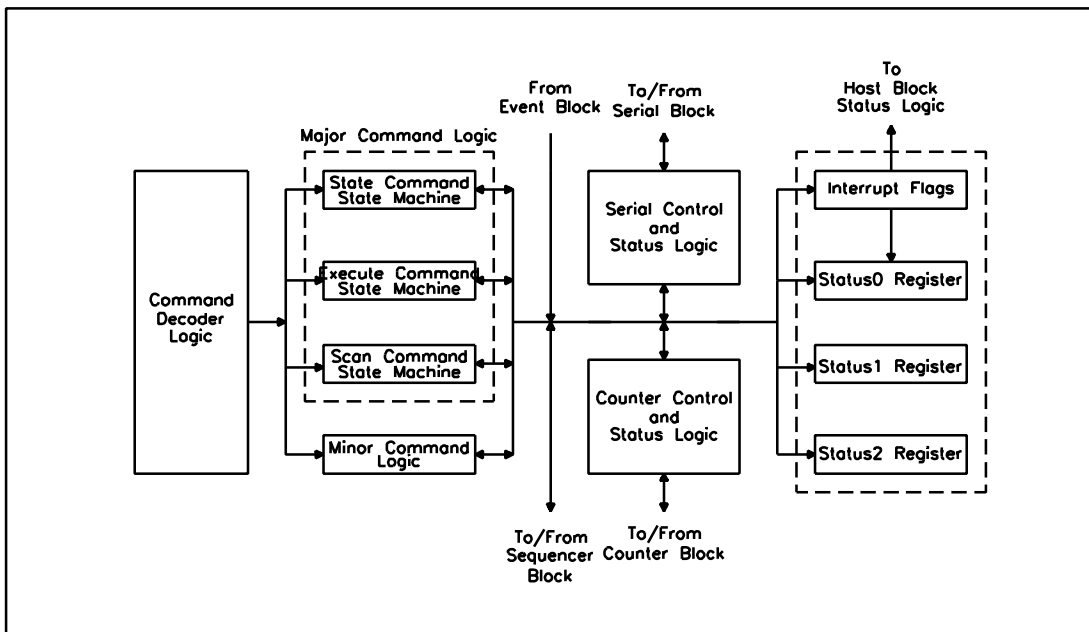 From
Event Block
To/From
Serial Block
To
Host Block
Status Logic
Major Command Logic
Command
Decoder
Logic
State Command
State Machine
Execute Command
State Machine
Scan Command
State Machine
Minor Command
Logic
Serial Control
and
Status Logic
Counter Control
and
Status Logic
Interrupt Flags
Status0 Register
Status1 Register
Status2 Register
To/From
Sequencer
Block
To/From
Counter Block